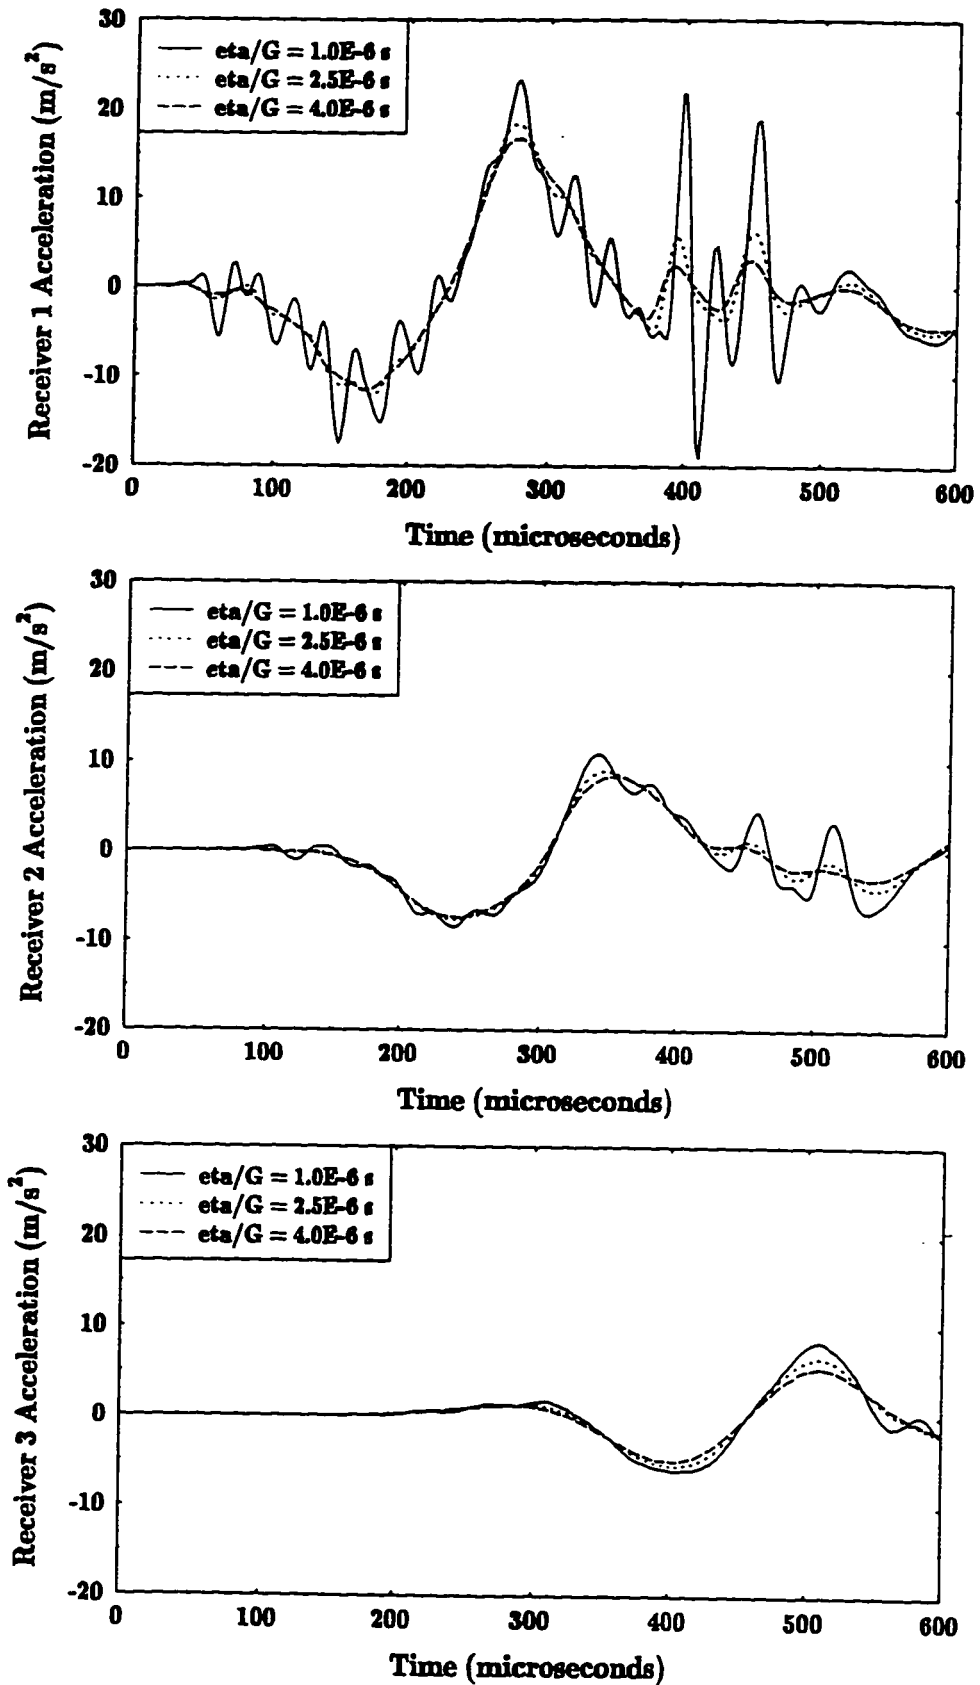 30
20
10
0
-10
-20
Receiver 1 Acceleration (m/s²)
eta/G = 1.0E-6 s
eta/G = 2.5E-6 s
eta/G = 4.0E-6 s
0 100 200 300 400 500 600
Time (microseconds)
30
20
10
0
-10
-20
Receiver 2 Acceleration (m/s²)
eta/G = 1.0E-6 s
eta/G = 2.5E-6 s
eta/G = 4.0E-6 s
0 100 200 300 400 500 600
Time (microseconds)
30
20
10
0
-10
-20
Receiver 3 Acceleration (m/s²)
eta/G = 1.0E-6 s
eta/G = 2.5E-6 s
eta/G = 4.0E-6 s
0 100 200 300 400 500 600
Time (microseconds)